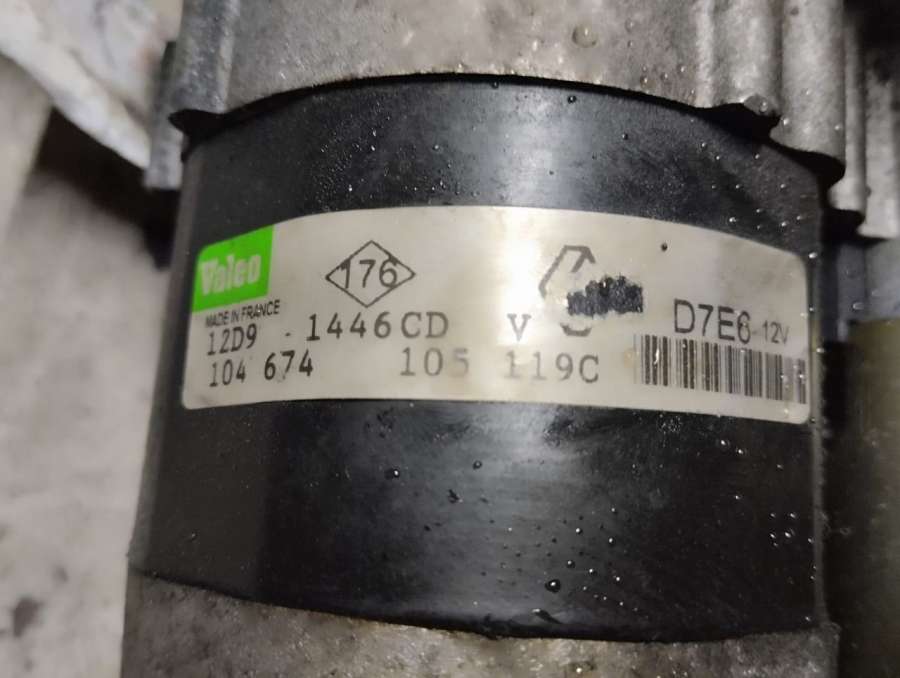 Valeo
176
D7E6-12V
MADE IN FRANCE
12D9 - 1446CD V
104 674 105 119C